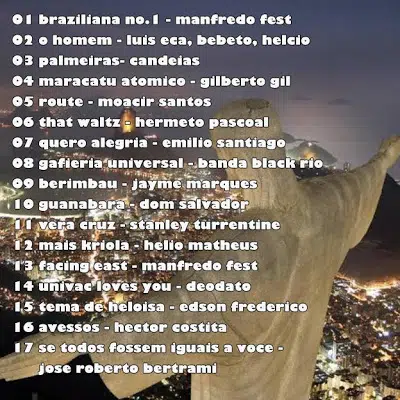 01 braziliana no.1 - manfredo fest
02 o homem - luis eca, bebeto, helcio
03 palmeiras- candeias
04 maracatu atomico - gilberto gil
05 route - moacir santos
06 that waltz - hermeto pascoal
07 quero alegria - emilio santiago
08 gafieria universal - banda black rio
09 berimbau - jayme marques
10 guanabara - dom salvador
11 vera cruz - stanley turrentine
12 mais kriola - helio matheus
13 facing east - manfredo fest
14 univac loves you - deodato
15 tema de heloisa - edson frederico
16 avessos - hector costita
17 se todos fossem iguais a voce -
jose roberto bertrami